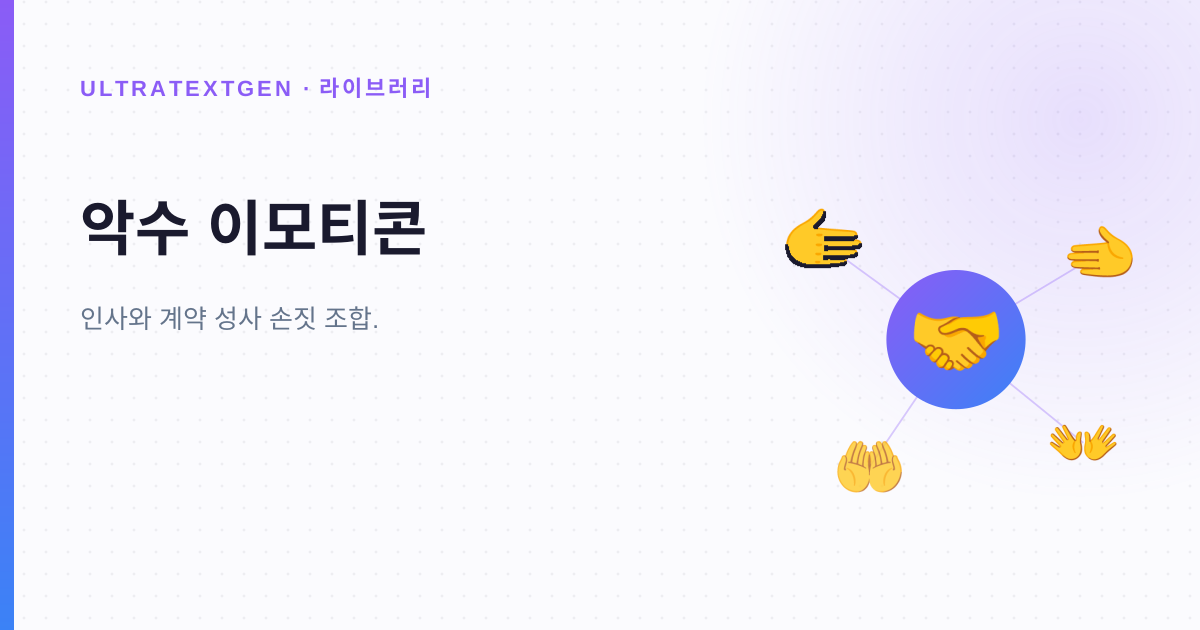 ULTRATEXTGEN · 라이브러리
악수 이모티콘
인사와 계약 성사 손짓 조합.